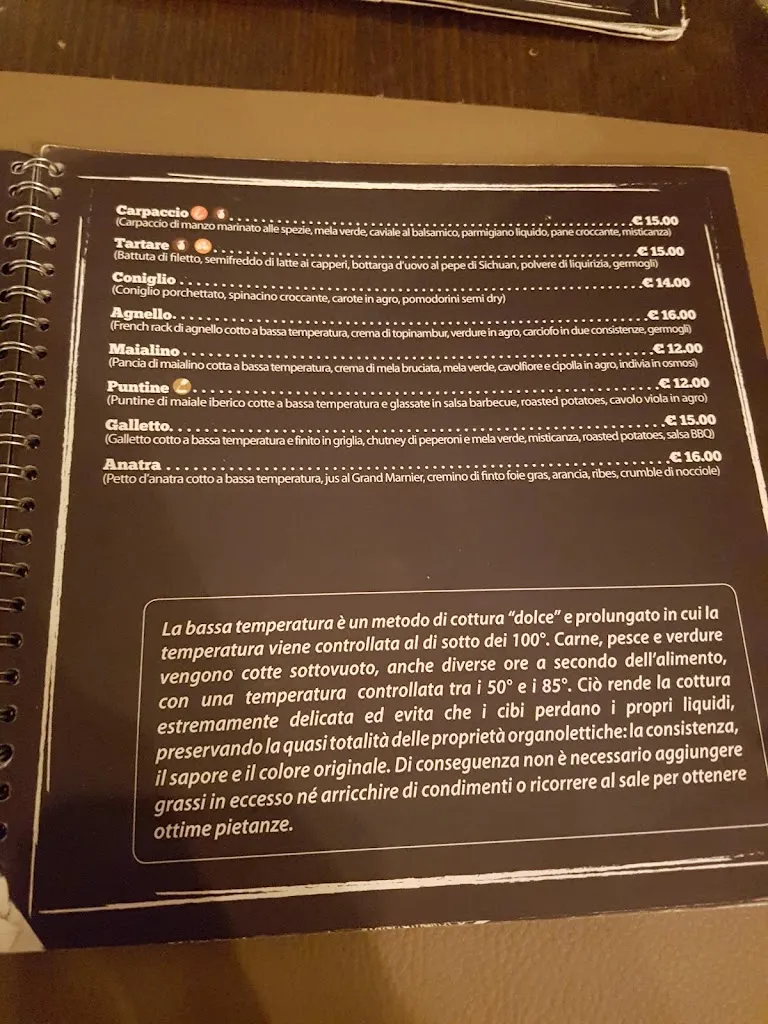 Carpaccio € 15.00
(Carpaccio di manzo marinato alle spezie, mela verde, caviale al balsamico, parmigiano liquido, pane croccante, misticanza)
Tartare € 15.00
(Battuta di filetto, semifreddo di latte ai capperi, bottarga d'uovo al pepe di Sichuan, polvere di liquirizia, germogli)
Coniglio € 14.00
(Coniglio porchettato, spinacino croccante, carote in agro, pomodorini semi dry)
Agnello € 16.00
(French rack di agnello cotto a bassa temperatura, crema di topinambur, verdure in agro, carciofo in due consistenze, germogli)
Maialino € 12.00
(Pancia di maialino cotta a bassa temperatura, crema di mela bruciata, mela verde, cavolfiore e cipolla in agro, indivia in osmosi)
Puntine € 12.00
(Puntine di maiale iberico cotte a bassa temperatura e glassate in salsa barbecue, roasted potatoes, cavolo viola in agro)
Galletto € 15.00
(Galletto cotto a bassa temperatura e finito in griglia, chutney di peperoni e mela verde, misticanza, roasted potatoes, salsa BBQ)
Anatra € 16.00
(Petto d'anatra cotto a bassa temperatura, jus al Grand Marnier, cremino di finto foie gras, arancia, ribes, crumble di nocciole)
La bassa temperatura è un metodo di cottura "dolce" e prolungato in cui la
temperatura viene controllata al di sotto dei 100°. Carne, pesce e verdure
vengono cotte sottovuoto, anche diverse ore a secondo dell'alimento,
con una temperatura controllata tra i 50° e i 85°. Ciò rende la cottura
estremamente delicata ed evita che i cibi perdano i propri liquidi,
preservando la quasi totalità delle proprietà organolettiche: la consistenza,
il sapore e il colore originale. Di conseguenza non è necessario aggiungere
grassi in eccesso né arricchire di condimenti o ricorrere al sale per ottenere
ottime pietanze.